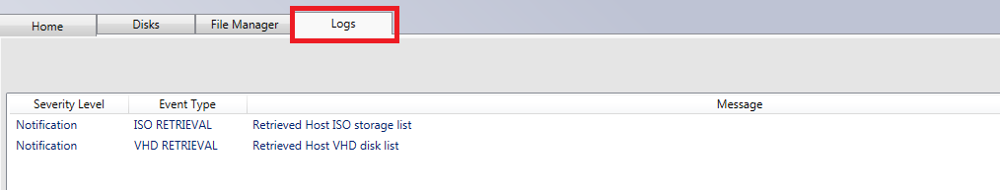 Home Disks File Manager Logs
Severity Level Event Type Message
Notification ISO RETRIEVAL Retrieved Host ISO storage list
Notification VHD RETRIEVAL Retrieved Host VHD disk list